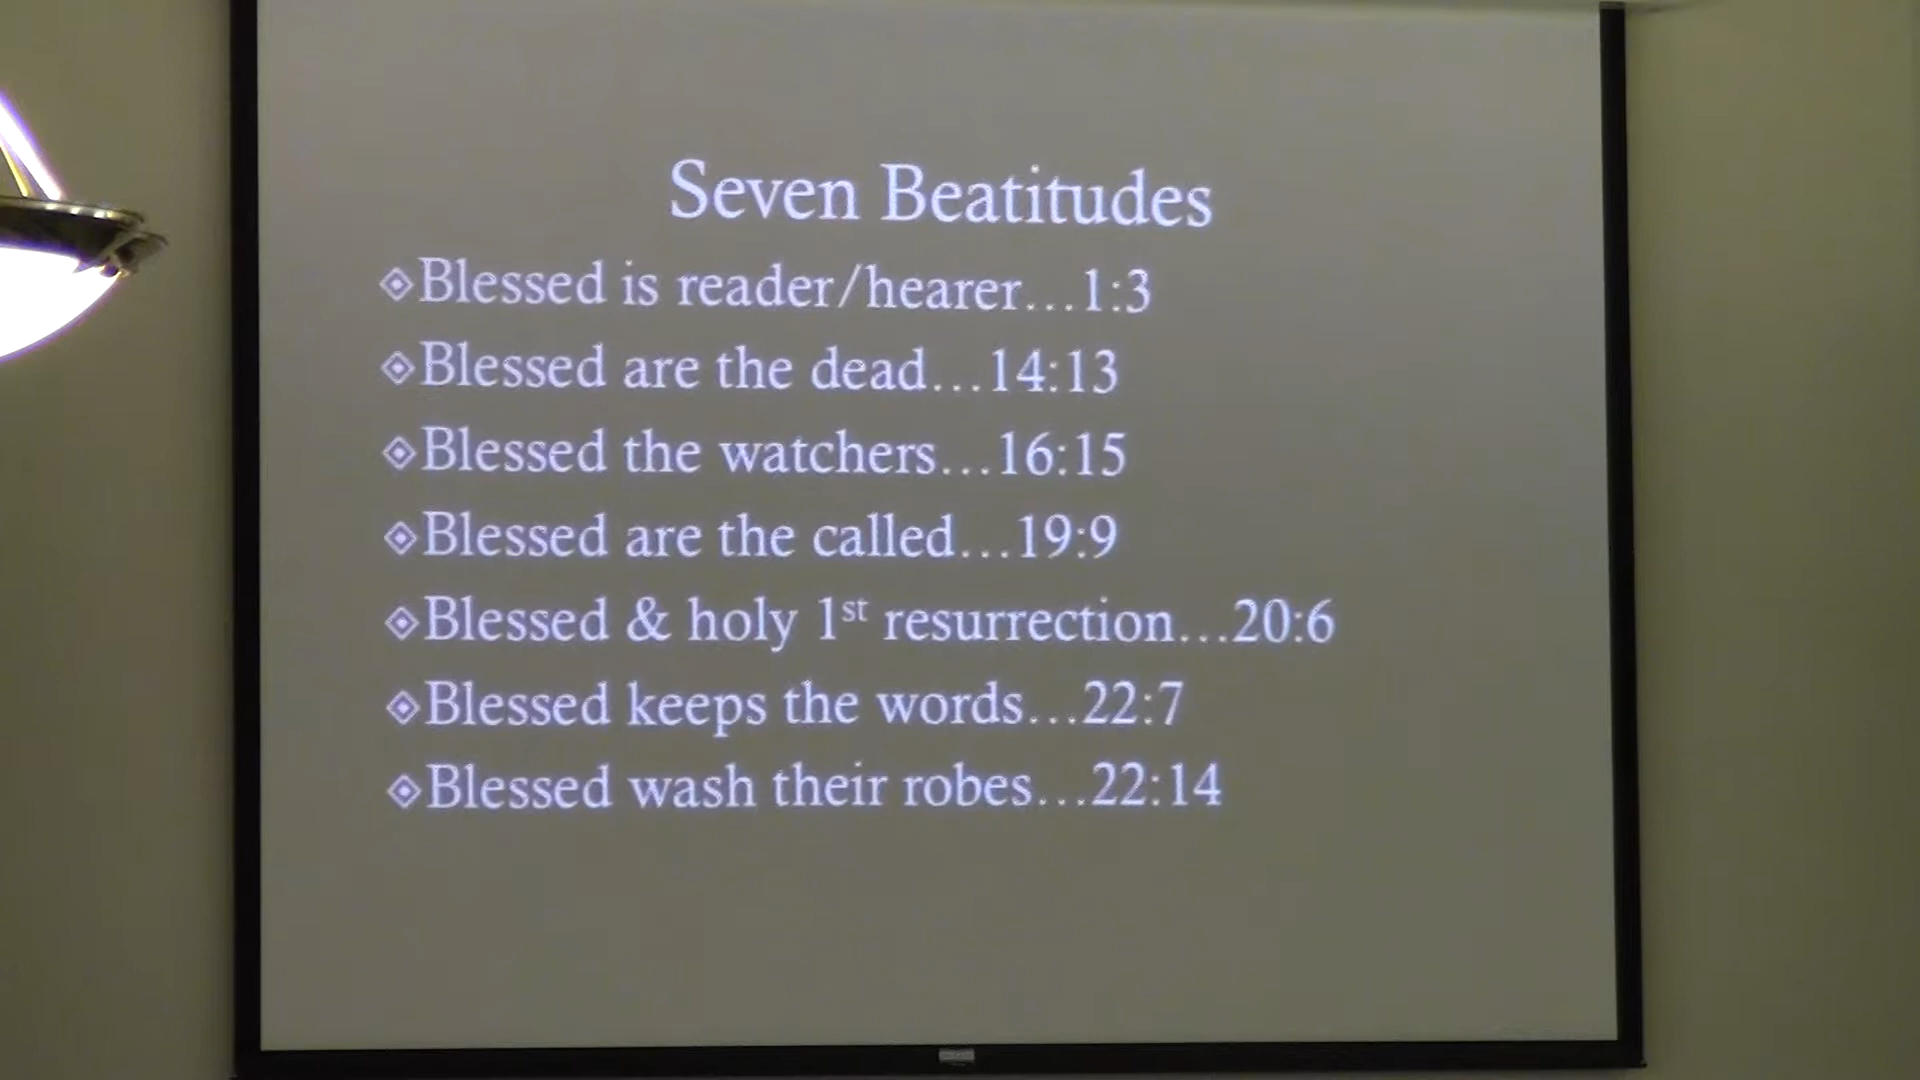 Seven Beatitudes
Blessed is reader/hearer...1:3
Blessed are the dead...14:13
Blessed the watchers...16:15
Blessed are the called...19:9
Blessed & holy 1st resurrection...20:6
Blessed keeps the words...22:7
Blessed wash their robes...22:14